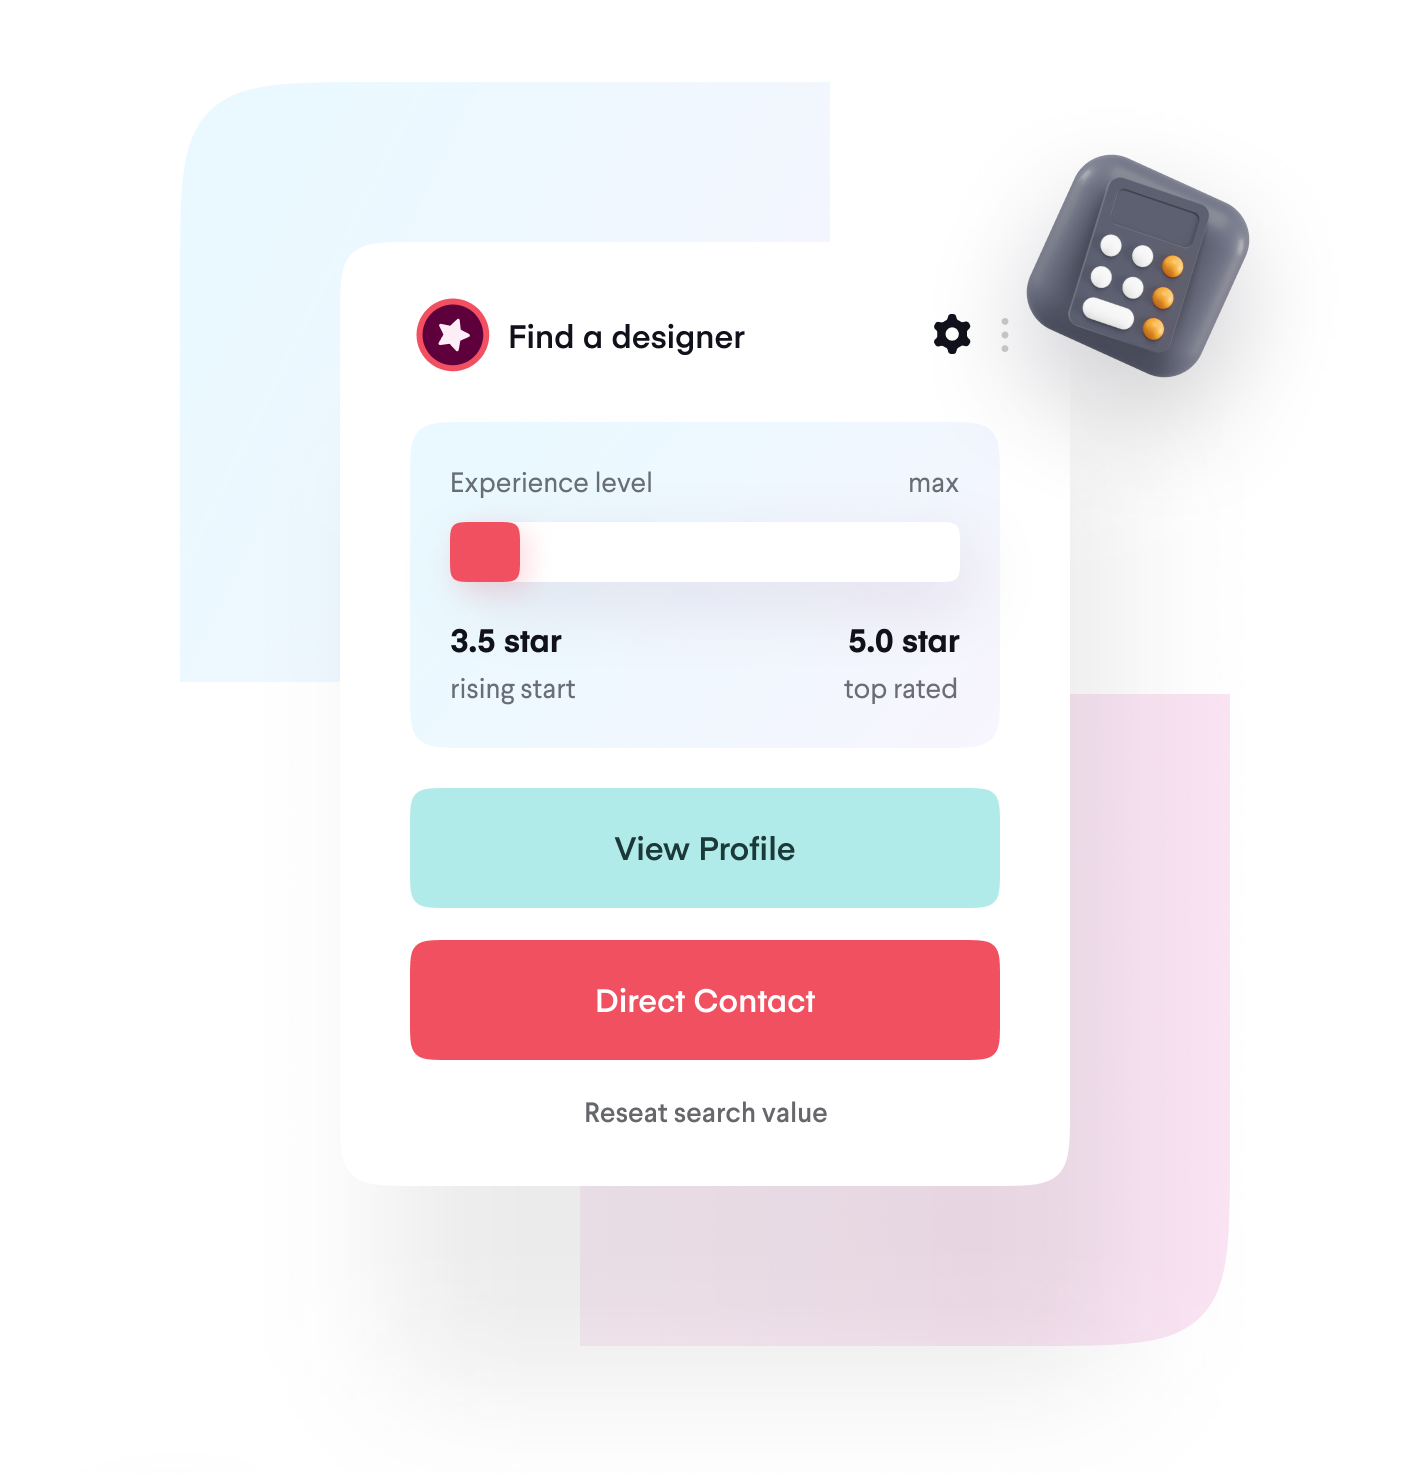 Find a designer
Experience level max
3.5 star 5.0 star
rising start top rated
View Profile
Direct Contact
Reseat search value